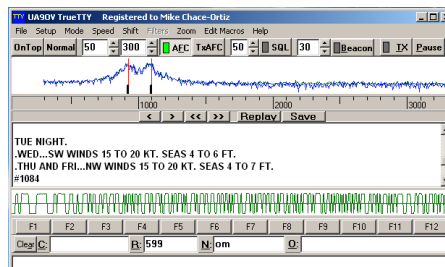 UA9OV TrueTTY Registered to Mike Chace-Ortiz
File Setup Mode Speed Shift Filters Zoom Edit Macros Help
OnTop Normal 50 300 AFC TxAFC 50 SQL 30 Beacon TX Pause
1000 2000 3000
< > << >> Replay Save
TUE NIGHT.
.WED...SW WINDS 15 TO 20 KT. SEAS 4 TO 6 FT.
.THU AND FRI...NW WINDS 15 TO 20 KT. SEAS 4 TO 7 FT.
#1084
F1 F2 F3 F4 F5 F6 F7 F8 F9 F10 F11 F12
Clear C: R: 599 N: om Q: